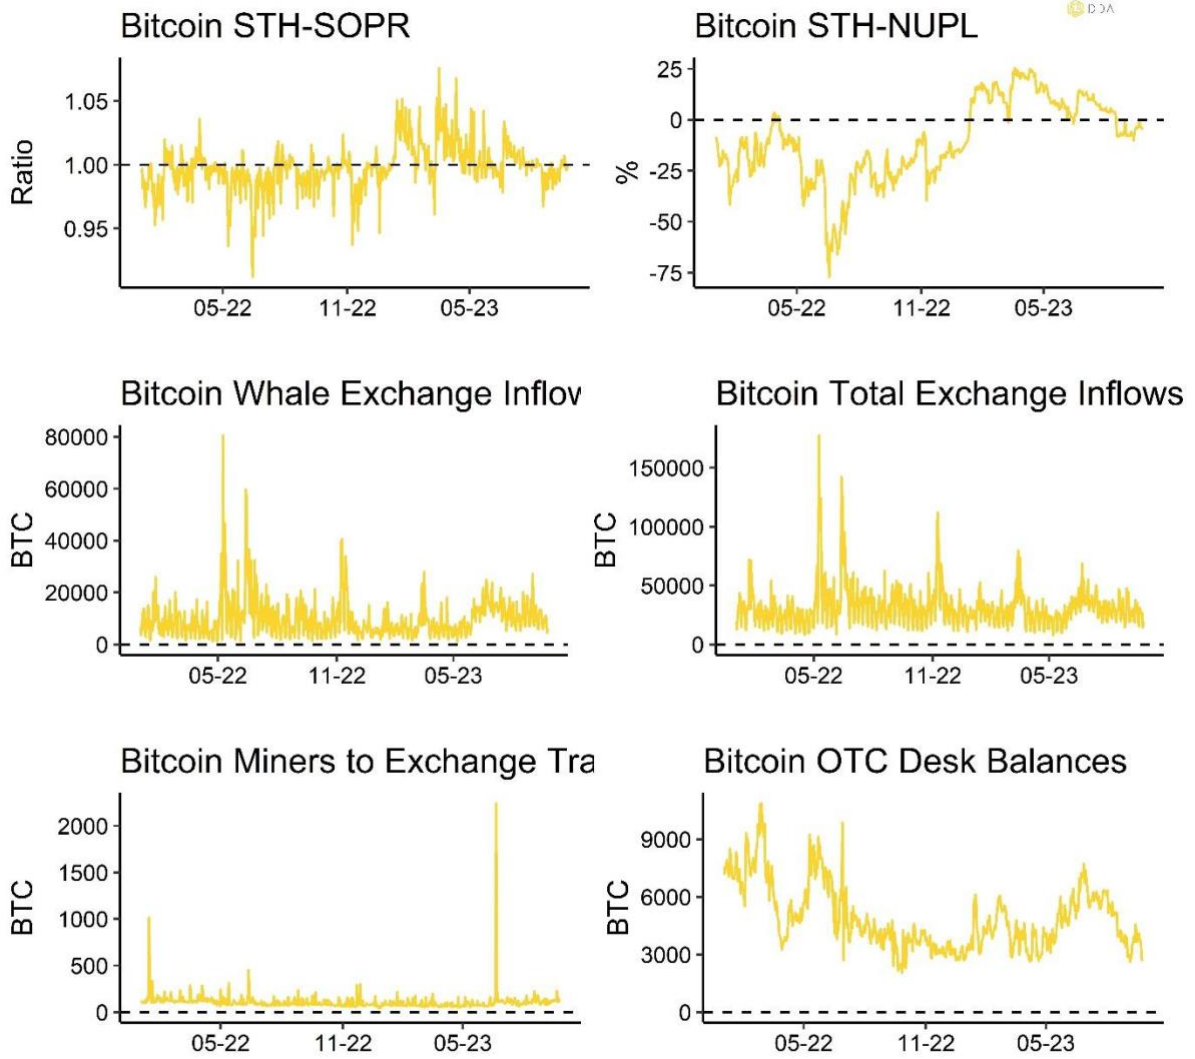 Bitcoin STH-SOPR
Ratio
1.05
1.00
0.95
05-22 11-22 05-23
Bitcoin STH-NUPL
%
25
0
-25
-50
-75
05-22 11-22 05-23
Bitcoin Whale Exchange Inflow
BTC
80000
60000
40000
20000
0
05-22 11-22 05-23
Bitcoin Total Exchange Inflows
BTC
150000
100000
50000
0
05-22 11-22 05-23
Bitcoin Miners to Exchange Tra
BTC
2000
1500
1000
500
0
05-22 11-22 05-23
Bitcoin OTC Desk Balances
BTC
9000
6000
3000
0
05-22 11-22 05-23